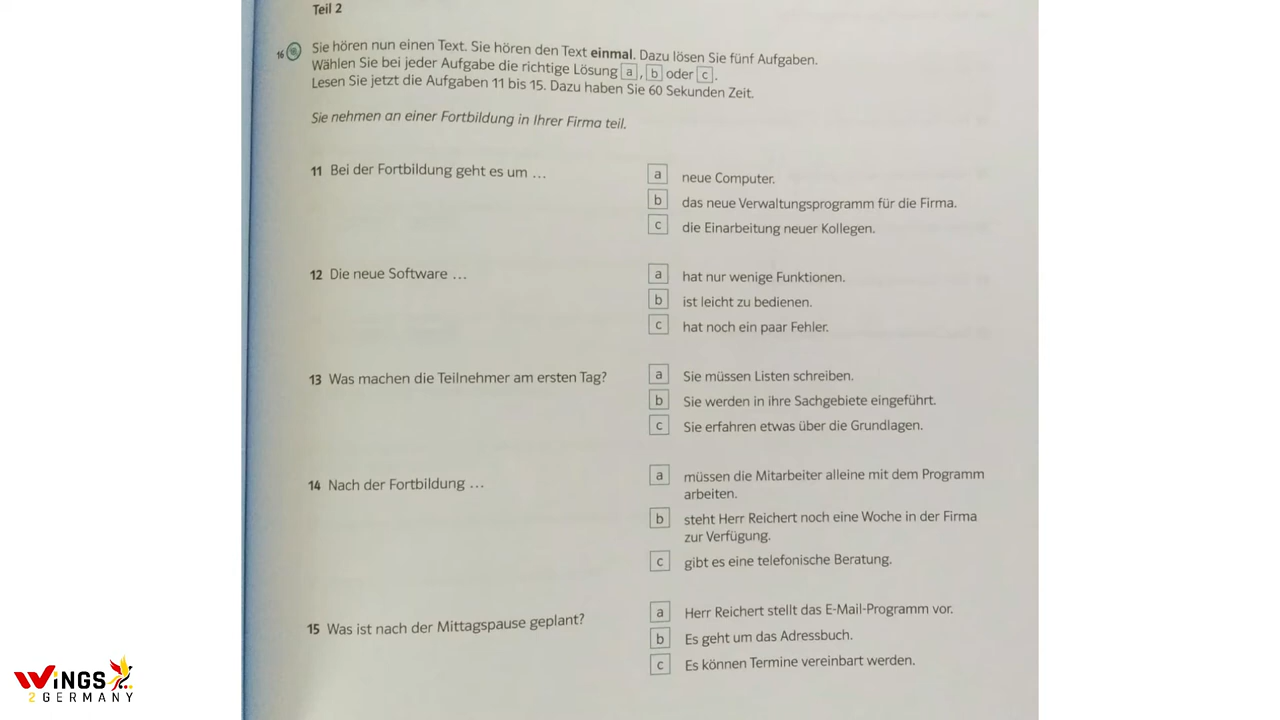 Teil 2
16 Sie hören nun einen Text. Sie hören den Text einmal. Dazu lösen Sie fünf Aufgaben.
Wählen Sie bei jeder Aufgabe die richtige Lösung a, b oder c.
Lesen Sie jetzt die Aufgaben 11 bis 15. Dazu haben Sie 60 Sekunden Zeit.
Sie nehmen an einer Fortbildung in Ihrer Firma teil.
11 Bei der Fortbildung geht es um ...
a neue Computer.
b das neue Verwaltungsprogramm für die Firma.
c die Einarbeitung neuer Kollegen.
12 Die neue Software ...
a hat nur wenige Funktionen.
b ist leicht zu bedienen.
c hat noch ein paar Fehler.
13 Was machen die Teilnehmer am ersten Tag?
a Sie müssen Listen schreiben.
b Sie werden in ihre Sachgebiete eingeführt.
c Sie erfahren etwas über die Grundlagen.
14 Nach der Fortbildung ...
a müssen die Mitarbeiter alleine mit dem Programm
arbeiten.
b steht Herr Reichert noch eine Woche in der Firma
zur Verfügung.
c gibt es eine telefonische Beratung.
15 Was ist nach der Mittagspause geplant?
a Herr Reichert stellt das E-Mail-Programm vor.
b Es geht um das Adressbuch.
c Es können Termine vereinbart werden.
WiNGS
2 GERMANY